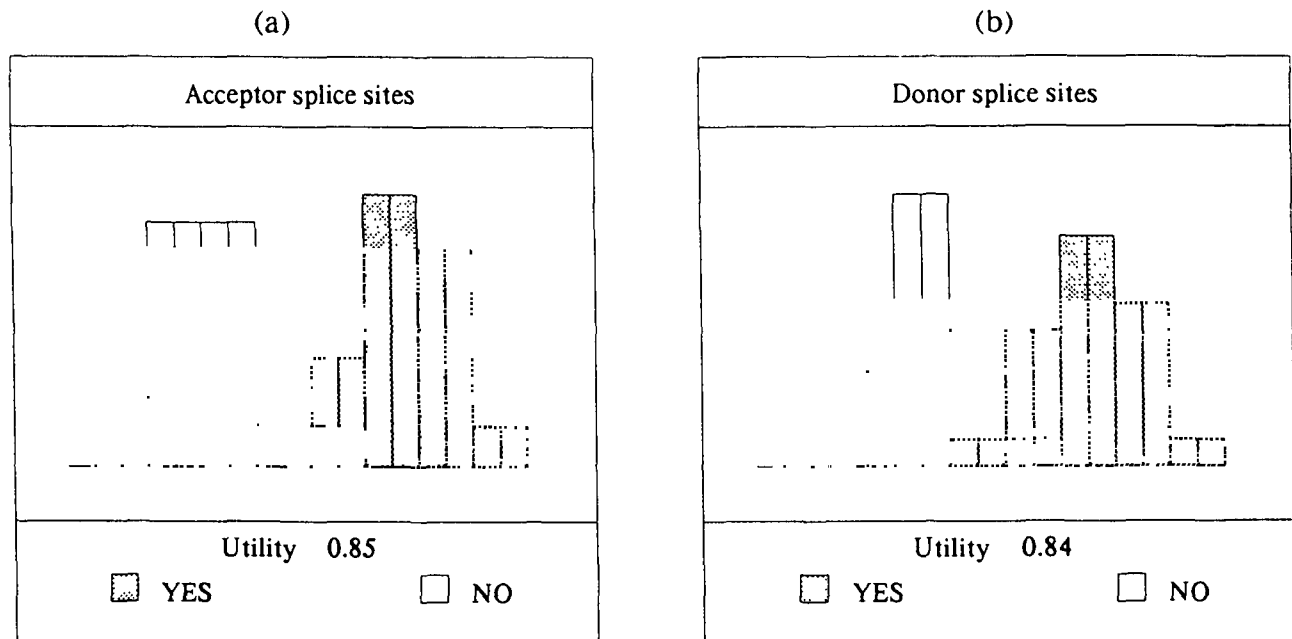 (a)
Acceptor splice sites
Utility 0.85
YES NO
(b)
Donor splice sites
Utility 0.84
YES NO